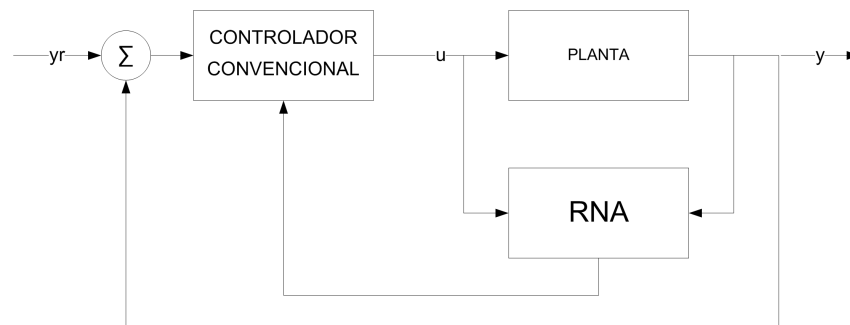 yr
Σ
CONTROLADOR
CONVENCIONAL
u
PLANTA
y
RNA